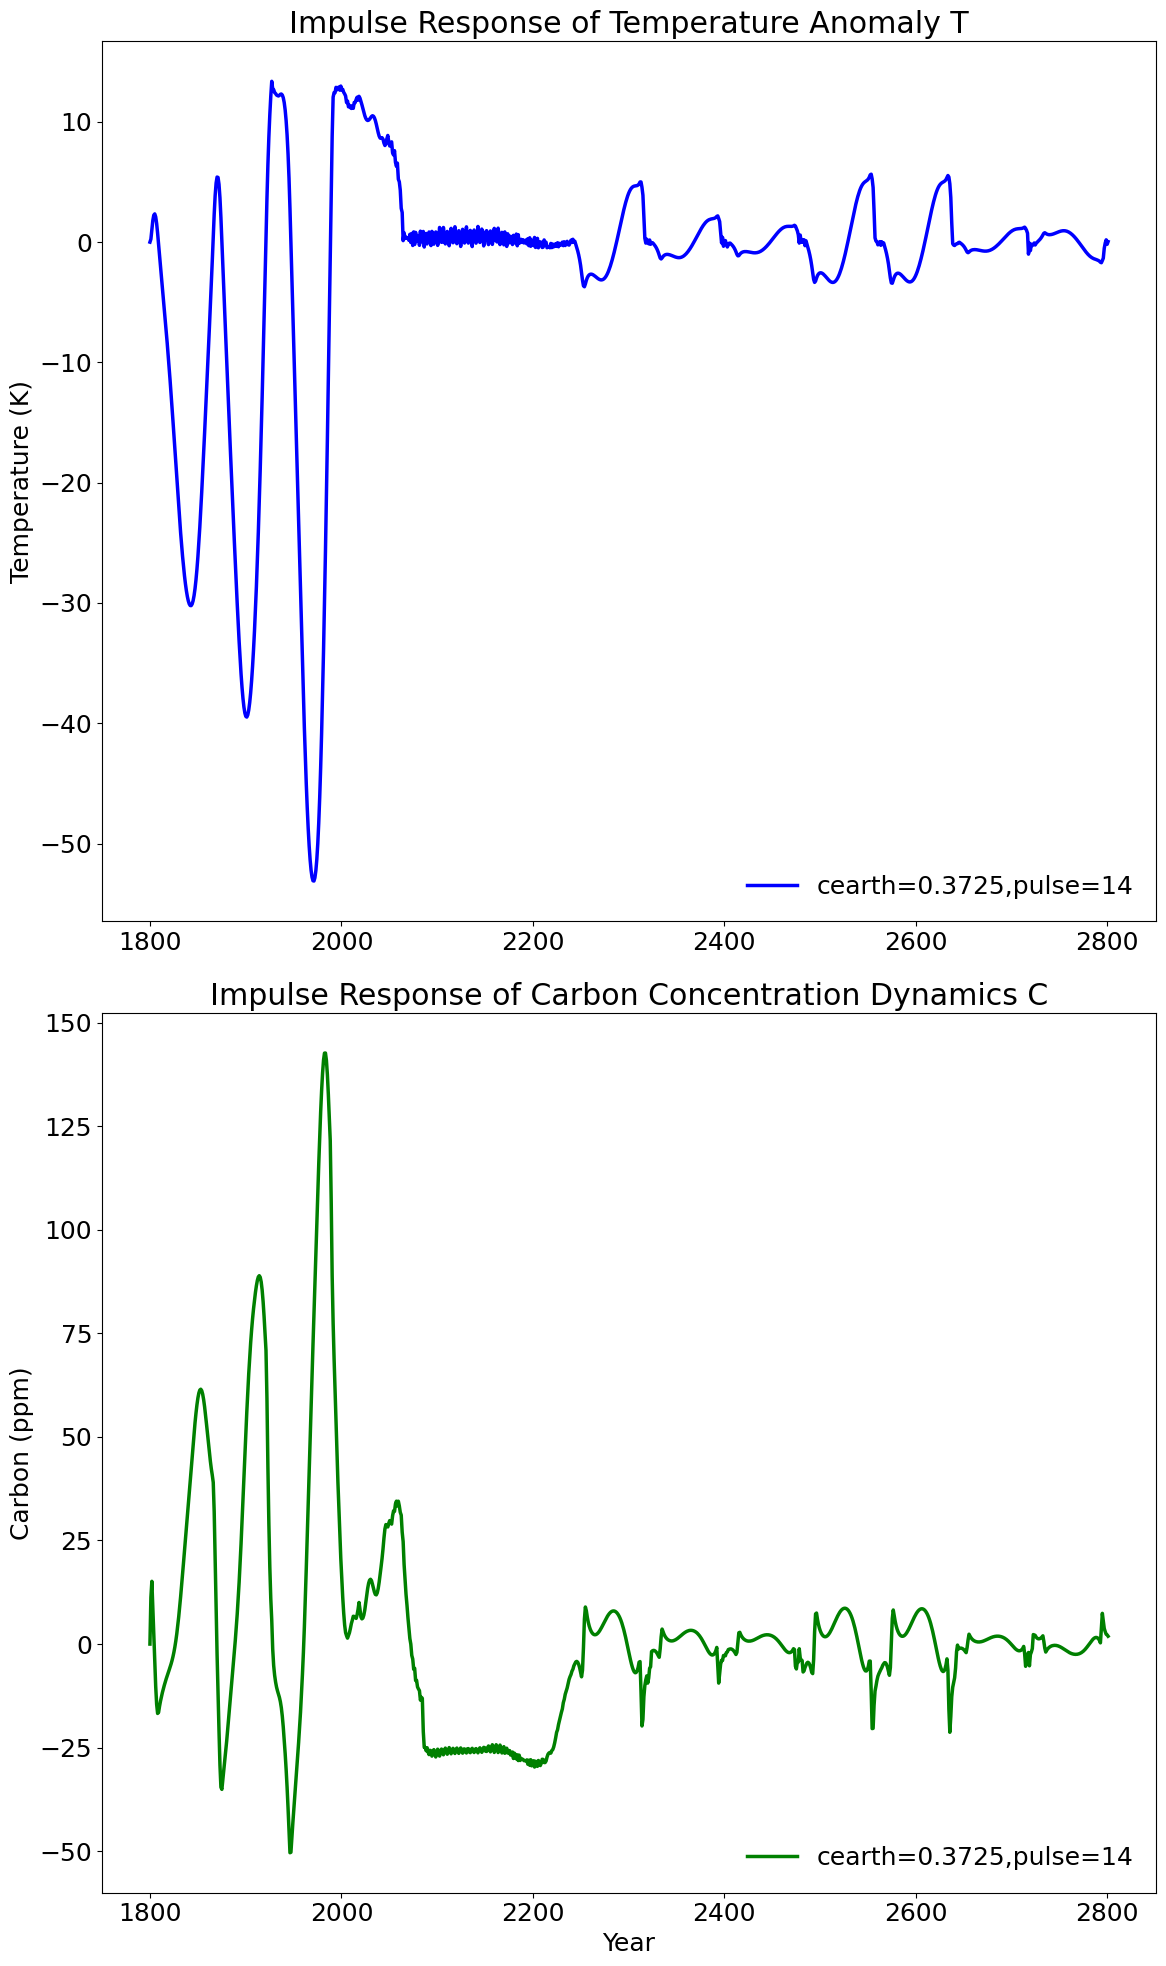 Impulse Response of Temperature Anomaly T
10
0
−10
−20
−30
−40
−50
Temperature (K)
cearth=0.3725,pulse=14
1800 2000 2200 2400 2600 2800
Impulse Response of Carbon Concentration Dynamics C
150
125
100
75
50
25
0
−25
−50
Carbon (ppm)
cearth=0.3725,pulse=14
1800 2000 2200 2400 2600 2800
Year